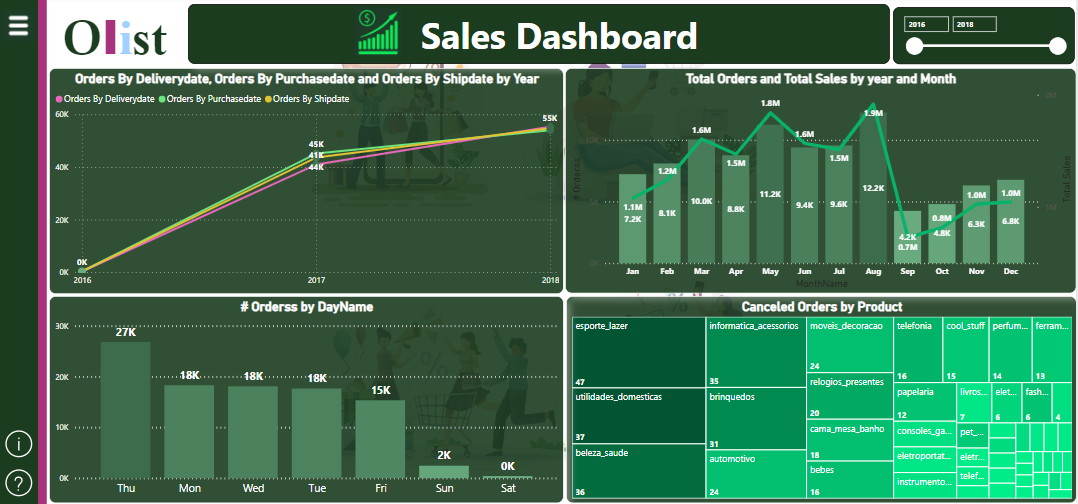 Olist
Sales Dashboard
2016
2018
Orders By Deliverydate, Orders By Purchasedate and Orders By Shipdate by Year
Orders By Deliverydate
Orders By Purchasedate
Orders By Shipdate
60K
40K
20K
0K
0K
45K
41K
44K
55K
2016
2017
2018
Total Orders and Total Sales by year and Month
# Orders
Total Sales
1.1M
7.2K
1.2M
8.1K
1.6M
10.0K
1.5M
8.8K
1.8M
11.2K
1.6M
9.4K
1.5M
9.6K
1.9M
12.2K
4.2K
0.7M
0.8M
4.8K
1.0M
6.3K
1.0M
6.8K
Jan
Feb
Mar
Apr
May
Jun
Jul
Aug
Sep
Oct
Nov
Dec
MonthName
# Orderss by DayName
30K
20K
10K
0K
27K
18K
18K
18K
15K
2K
0K
Thu
Mon
Wed
Tue
Fri
Sun
Sat
Canceled Orders by Product
esporte_lazer
47
utilidades_domesticas
37
beleza_saude
36
informatica_acessorios
35
brinquedos
31
automotivo
24
moveis_decoracao
24
relogios_presentes
20
cama_mesa_banho
18
bebes
16
telefonia
16
cool_stuff
15
perfum...
14
ferram...
13
papelaria
12
livros...
7
elet...
6
fash...
6
4
consoles_ga...
pet_...
eletroportat...
eletr...
instrumento...
telef...
i
?